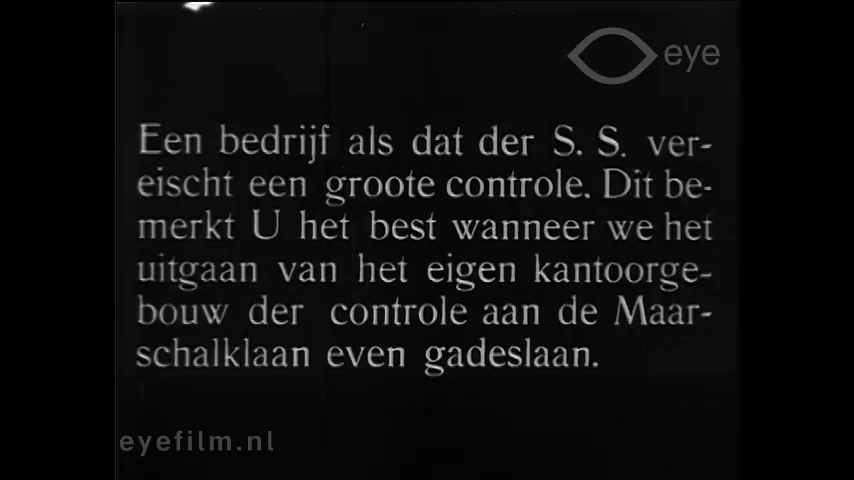 eye
Een bedrijf als dat der S. S. ver-
eischt een groote controle. Dit be-
merkt U het best wanneer we het
uitgaan van het eigen kantoorge-
bouw der controle aan de Maar-
schalklaan even gadeslaan.
eyefilm.nl